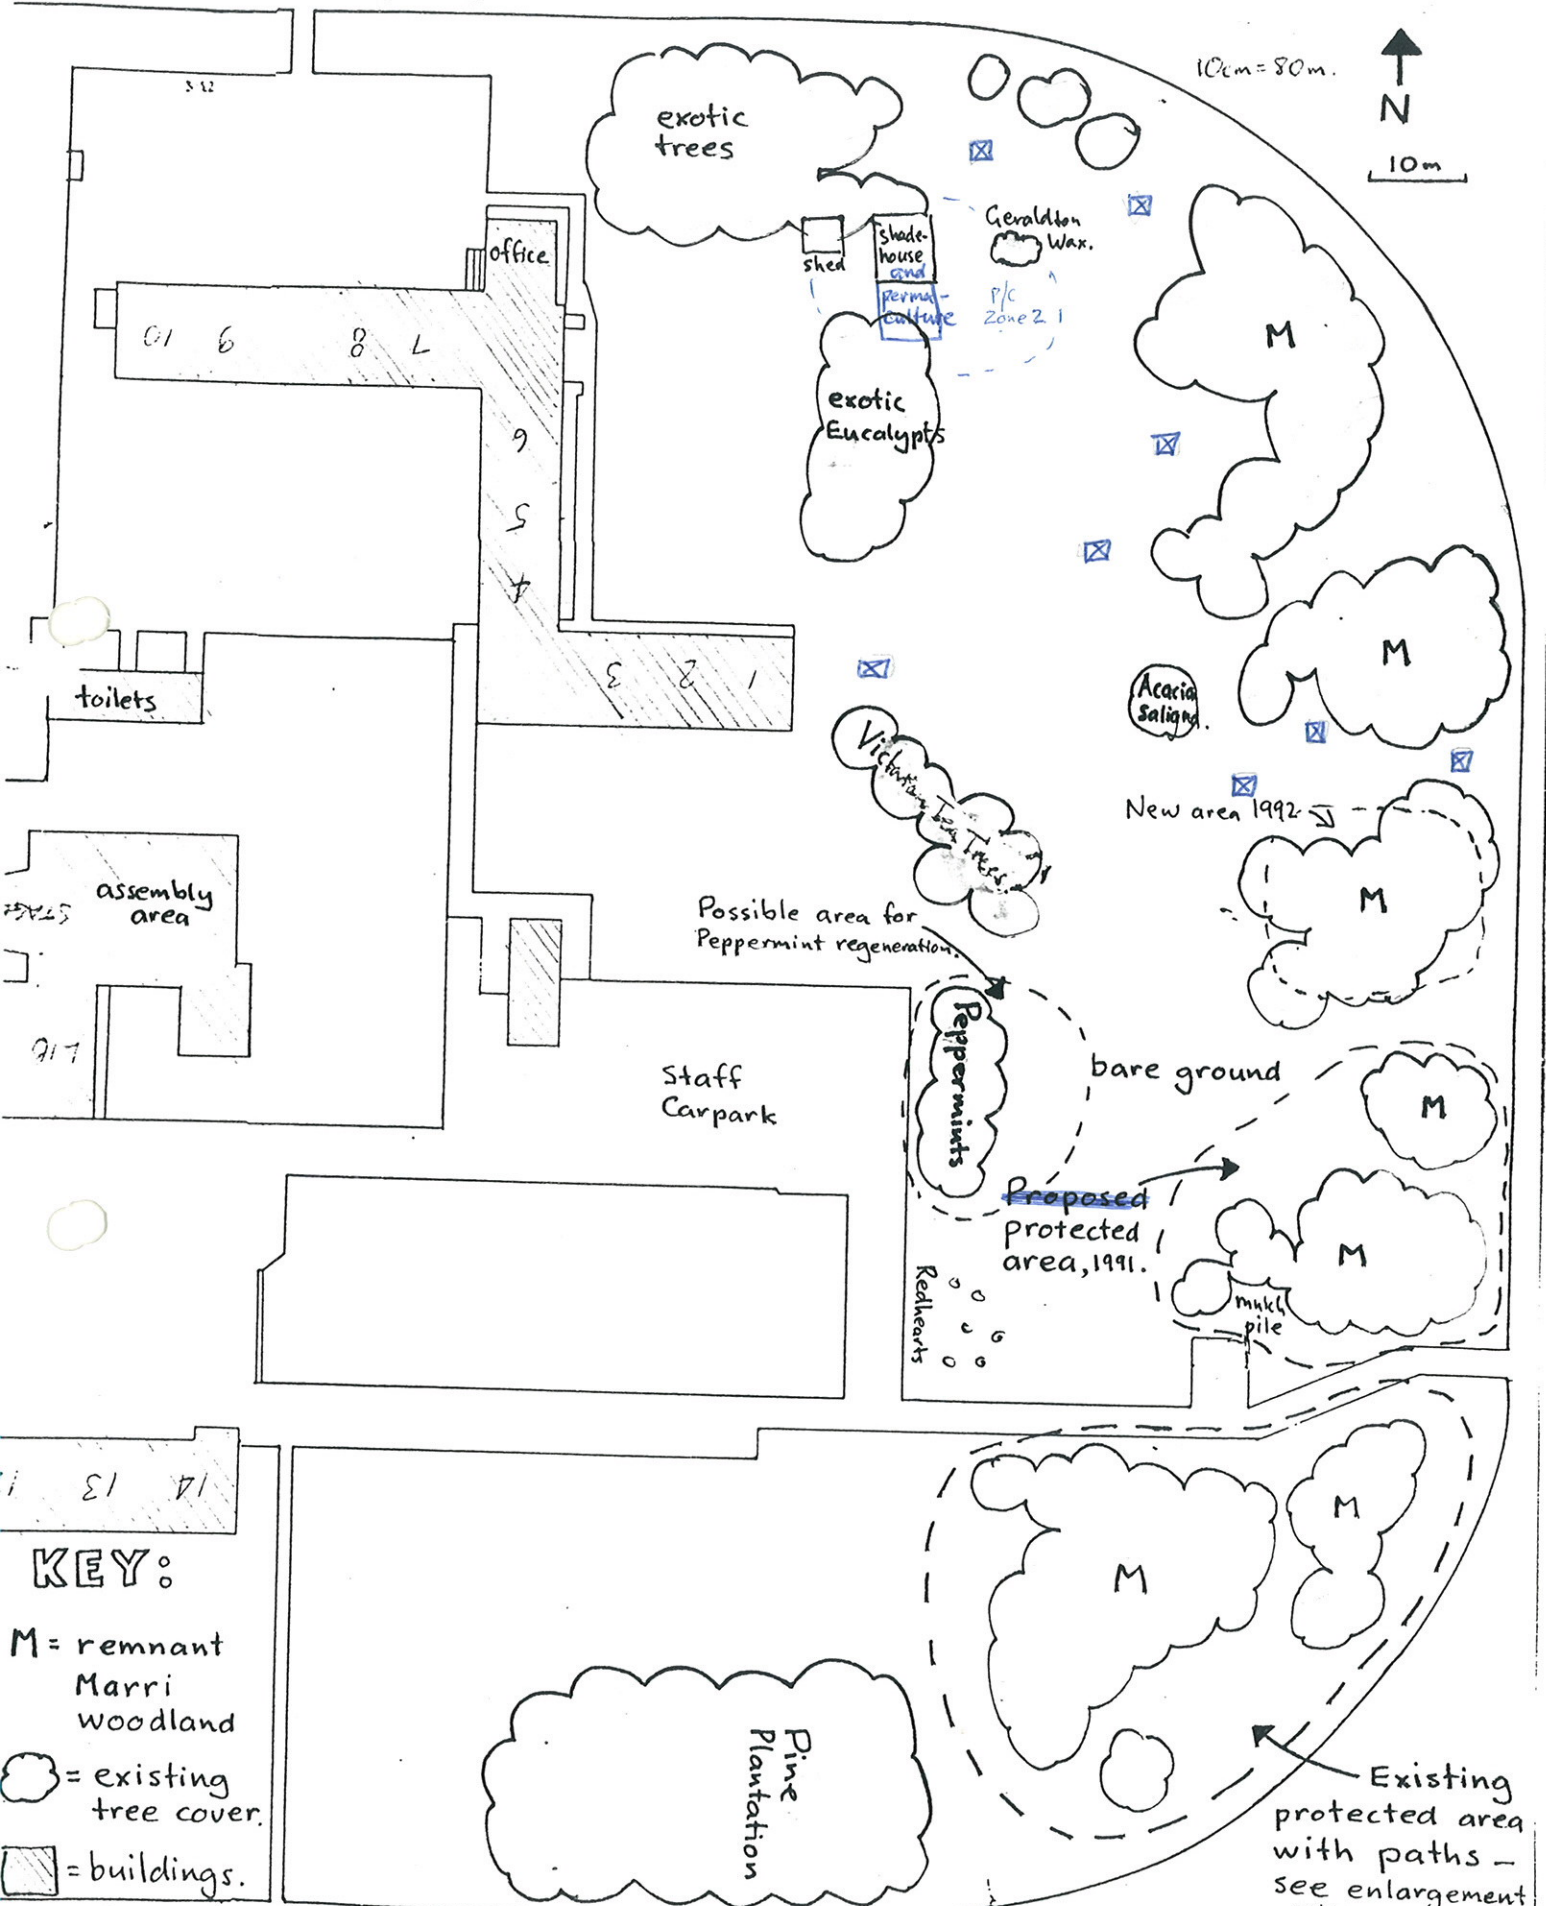 10cm = 80m.
N
10m
exotic
trees
Geraldton
Wax.
shade-
house
and
perma-
culture
shed
P/C
Zone 2
office
10 9 8 7
M
exotic
Eucalypts
6
5
4
3 2 1
M
toilets
Acacia
Saligna.
Victorian Tea Trees.
New area 1992
assembly
area
STAGE
M
Possible area for
Peppermint regeneration.
Peppermints
bare ground
Staff
Carpark
M
Proposed
protected
area, 1991.
M
mulch
pile
Redhearts
13 14
M
M
KEY:
M = remnant
Marri
woodland
= existing
tree cover.
= buildings.
Pine
Plantation
Existing
protected area
with paths –
see enlargement